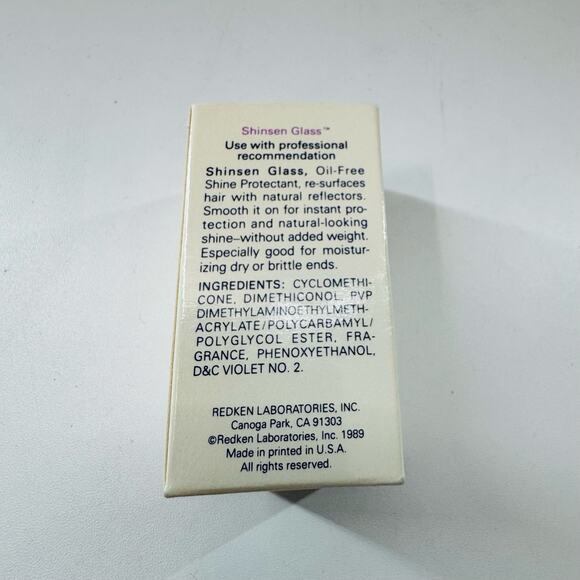 Shinsen Glass™
Use with professional
recommendation
Shinsen Glass, Oil-Free
Shine Protectant, re-surfaces
hair with natural reflectors.
Smooth it on for instant pro-
tection and natural-looking
shine–without added weight.
Especially good for moistur-
izing dry or brittle ends.
INGREDIENTS: CYCLOMETHI-
CONE, DIMETHICONOL, PVP
DIMETHYLAMINOETHYLMETH-
ACRYLATE/POLYCARBAMYL/
POLYGLYCOL ESTER, FRA-
GRANCE, PHENOXYETHANOL,
D&C VIOLET NO. 2.
REDKEN LABORATORIES, INC.
Canoga Park, CA 91303
©Redken Laboratories, Inc. 1989
Made in printed in U.S.A.
All rights reserved.